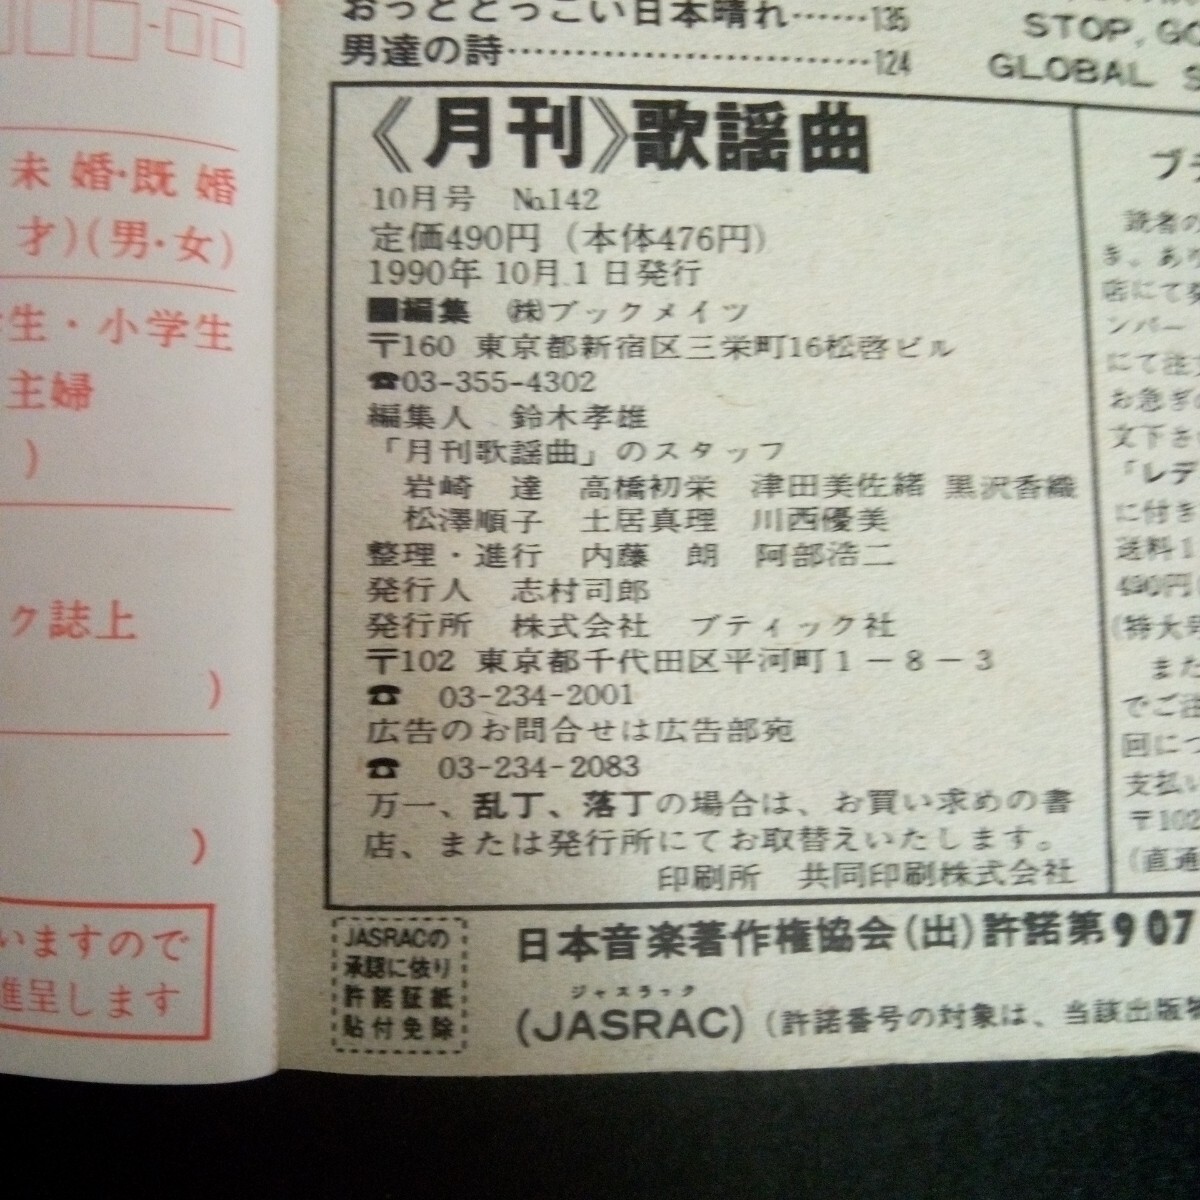 未婚・既婚
才)(男・女)
生・小学生
主婦
)
ク誌上
)
)
いますので
進呈します
おっととっこい日本晴れ……135
男達の詩…………………………124
STOP, GO
GLOBAL S
《月刊》歌謡曲
10月号 No.142
定価490円（本体476円）
1990年10月1日発行
■編集 ㈱ブックメイツ
〒160 東京都新宿区三栄町16松啓ビル
☎03-355-4302
編集人 鈴木孝雄
「月刊歌謡曲」のスタッフ
岩崎 達 高橋初栄 津田美佐緒 黒沢香織
松澤順子 土居真理 川西優美
整理・進行 内藤 朗 阿部浩二
発行人 志村司郎
発行所 株式会社 ブティック社
〒102 東京都千代田区平河町1-8-3
☎ 03-234-2001
広告のお問合せは広告部宛
☎ 03-234-2083
万一、乱丁、落丁の場合は、お買い求めの書
店、または発行所にてお取替えいたします。
印刷所 共同印刷株式会社
ブラ
読者の
き。あり
店にて発
ンバー
にて注文
お急ぎの
文下さ
「レデ
に付き
送料1
490円
(特大号
また
でご注
回につ
支払い
〒102
(直通
JASRACの
承認に依り
許諾証紙
貼付免除
日本音楽著作権協会(出)許諾第907
ジャスラック
(JASRAC)(許諾番号の対象は、当該出版物